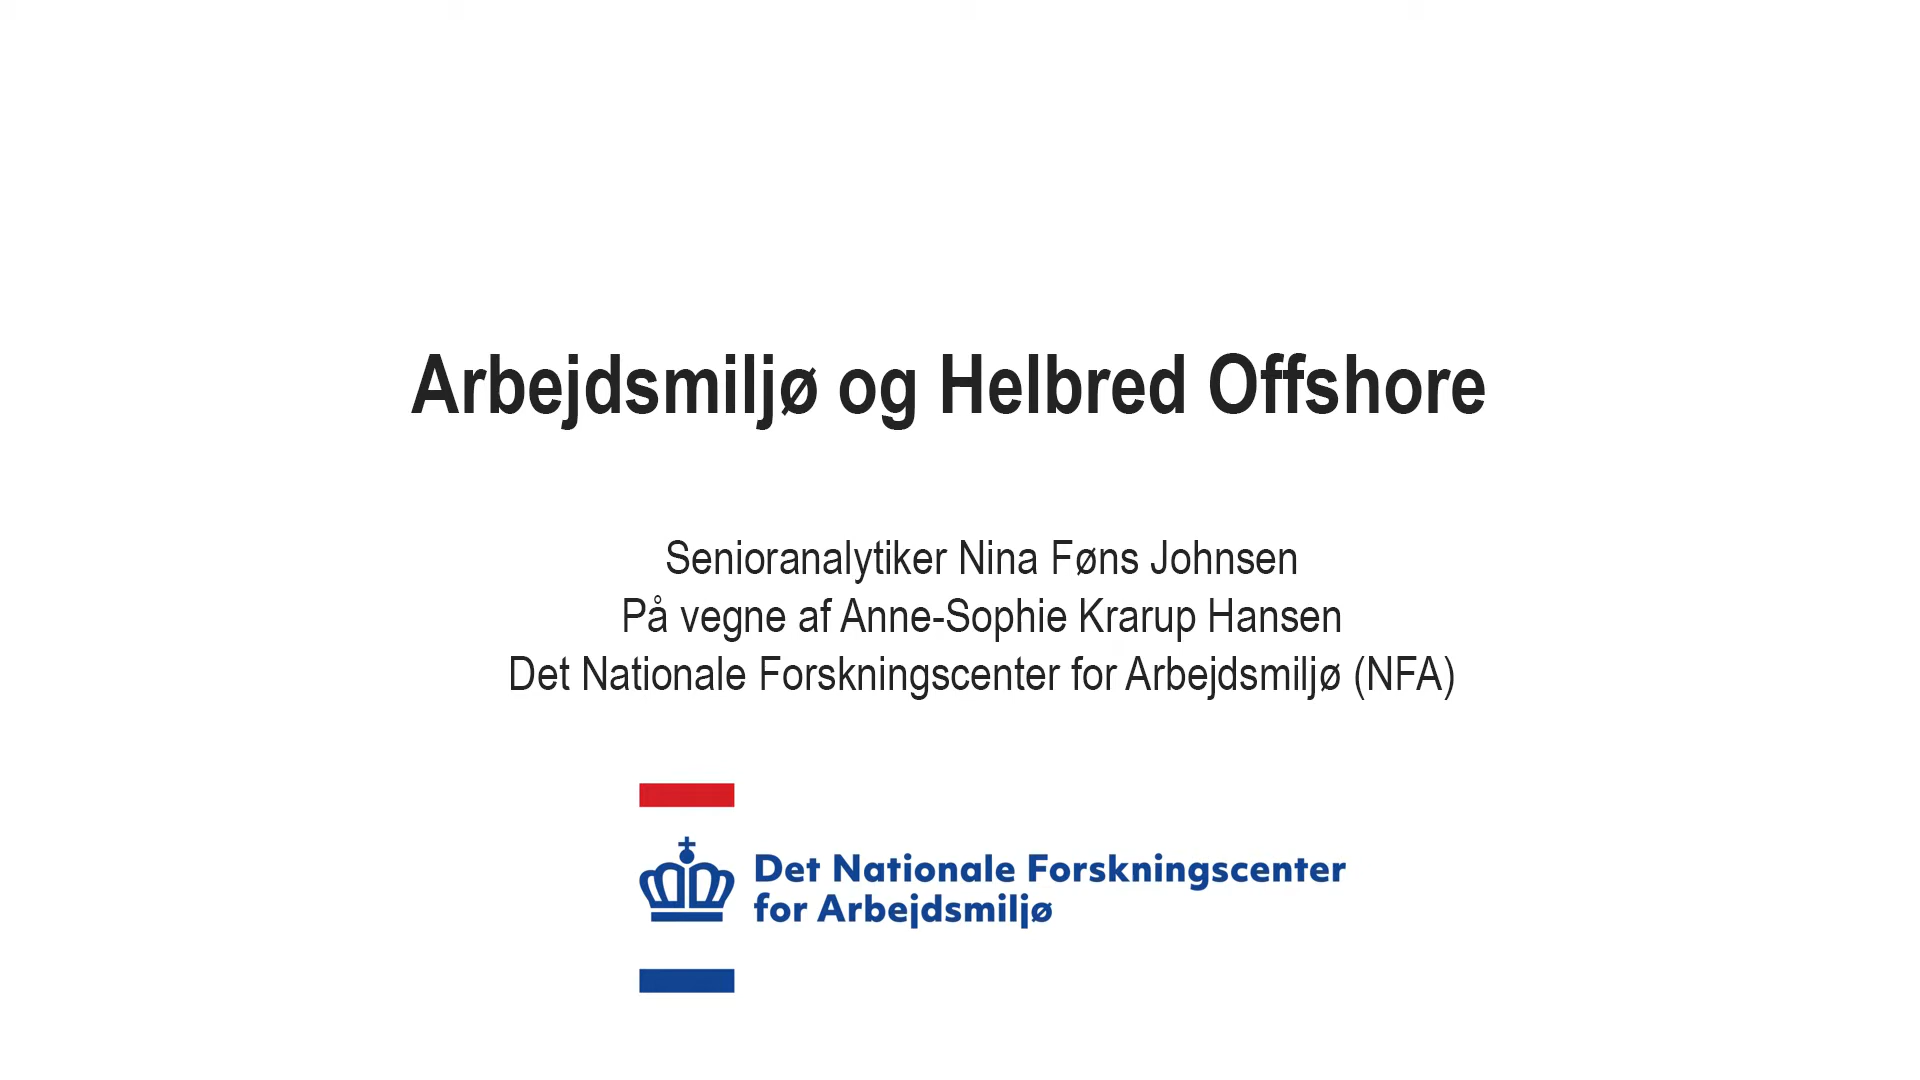 Arbejdsmiljø og Helbred Offshore
Senioranalytiker Nina Føns Johnsen
På vegne af Anne-Sophie Krarup Hansen
Det Nationale Forskningscenter for Arbejdsmiljø (NFA)
Det Nationale Forskningscenter
for Arbejdsmiljø